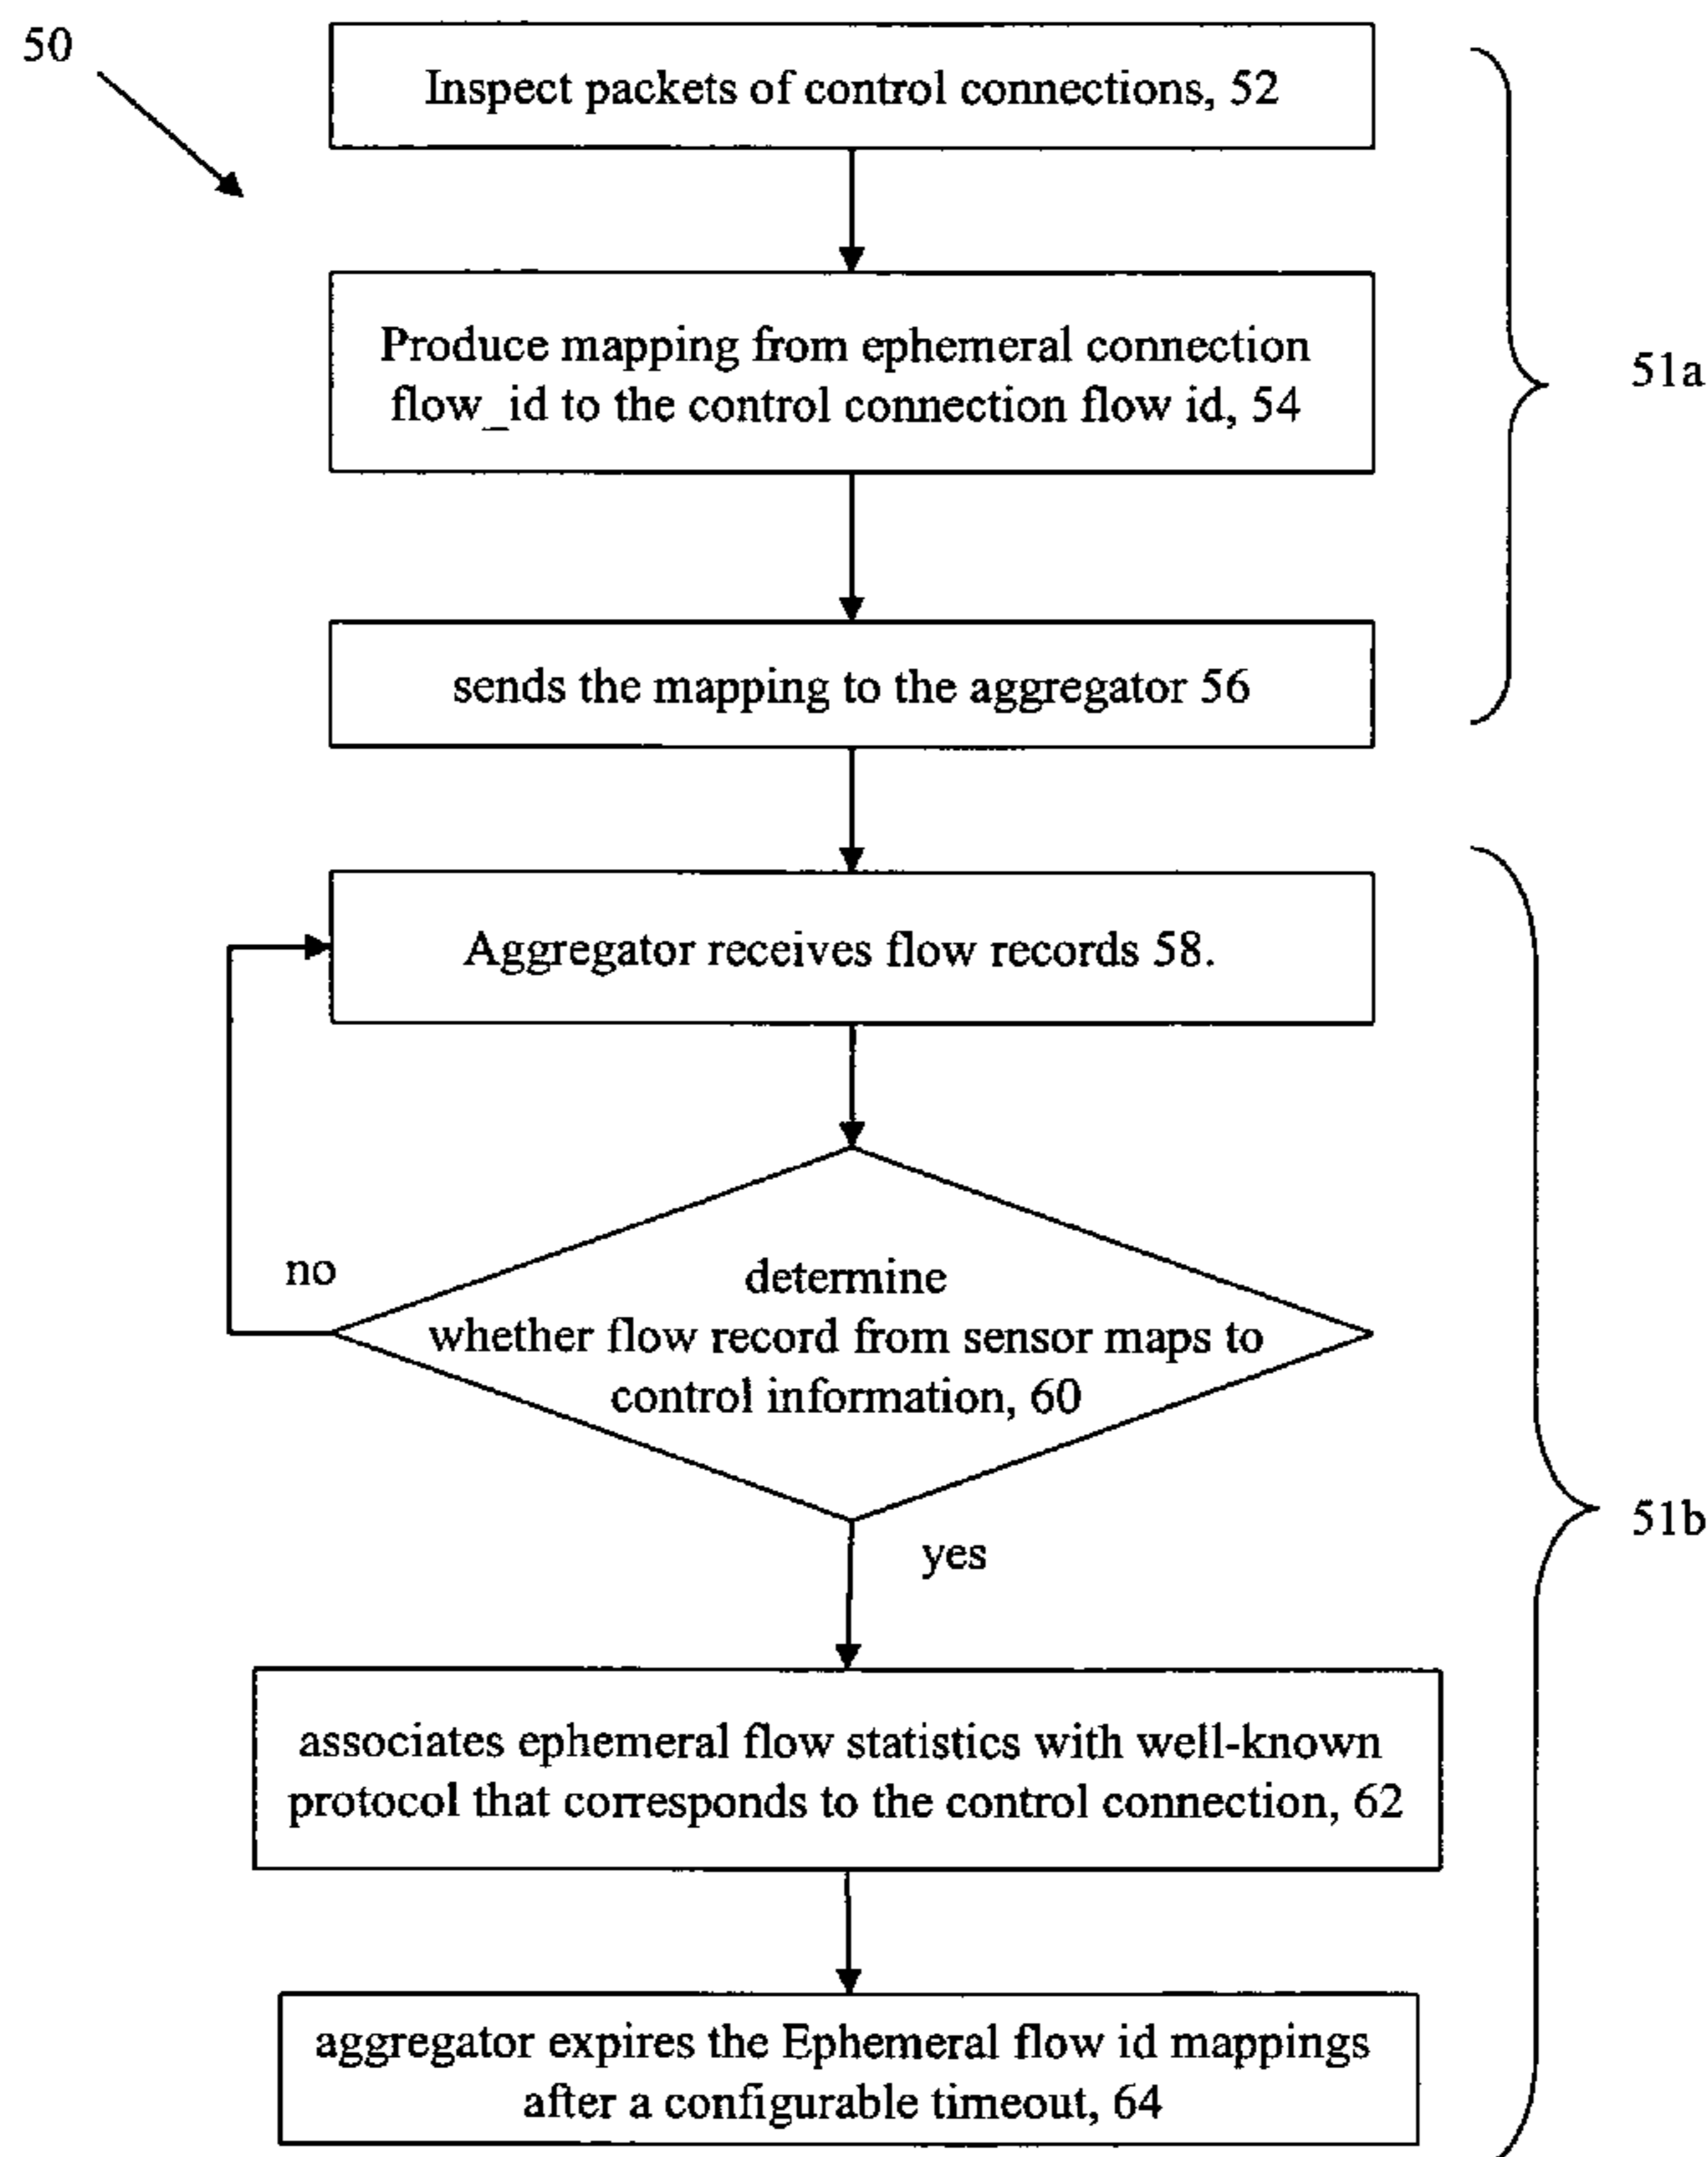 50
Inspect packets of control connections, 52
Produce mapping from ephemeral connection
flow_id to the control connection flow id, 54
51a
sends the mapping to the aggregator 56
Aggregator receives flow records 58.
no
determine
whether flow record from sensor maps to
control information, 60
yes
51b
associates ephemeral flow statistics with well-known
protocol that corresponds to the control connection, 62
aggregator expires the Ephemeral flow id mappings
after a configurable timeout, 64